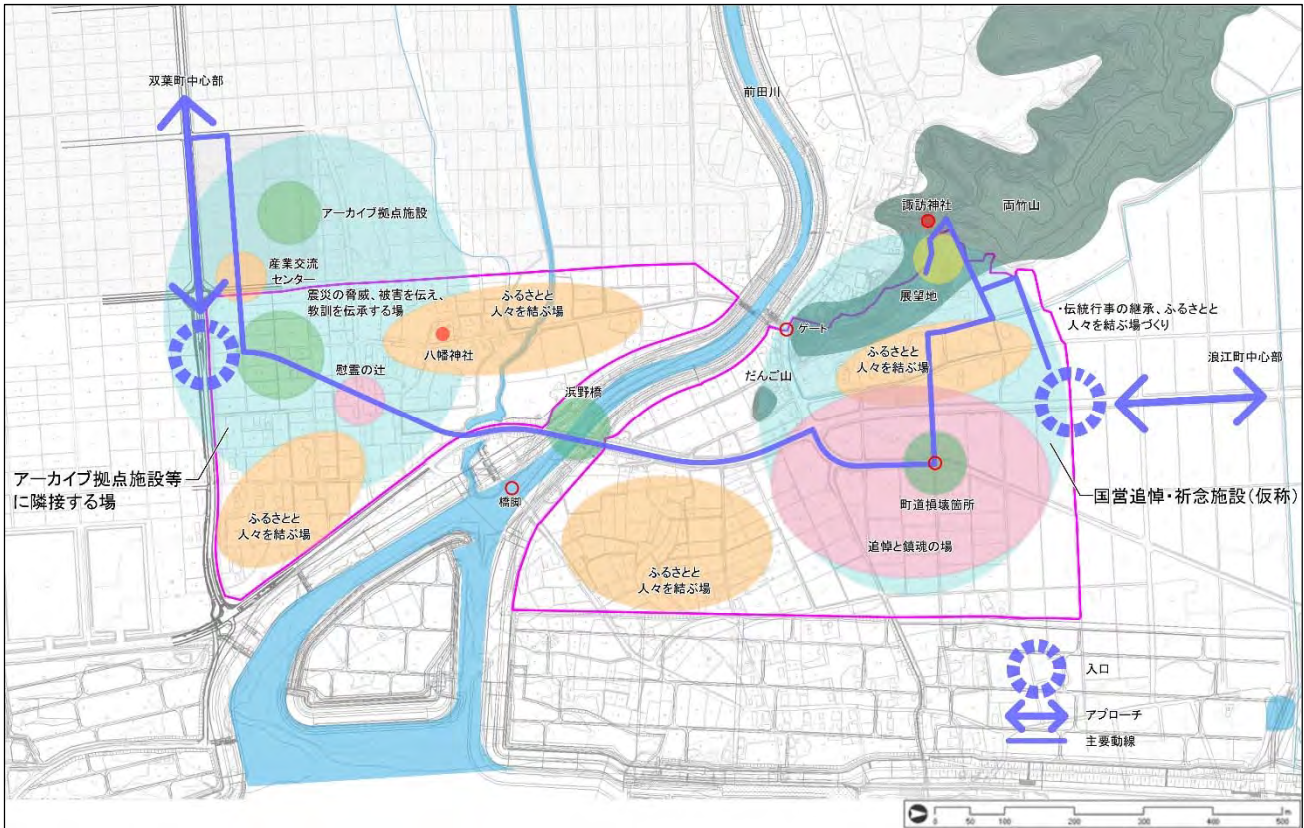 双葉町中心部
前田川
アーカイブ拠点施設
諏訪神社
両竹山
産業交流
センター
震災の脅威、被害を伝え、
教訓を伝承する場
ふるさとと
人々を結ぶ場
八幡神社
展望地
・伝統行事の継承、ふるさとと
人々を結ぶ場づくり
ゲート
ふるさとと
人々を結ぶ場
浪江町中心部
慰霊の辻
浜野橋
だんご山
アーカイブ拠点施設等
に隣接する場
橋脚
町道損壊箇所
国営追悼・祈念施設(仮称)
ふるさとと
人々を結ぶ場
追悼と鎮魂の場
ふるさとと
人々を結ぶ場
入口
アプローチ
主要動線
0 50 100 200 300 400 500 m